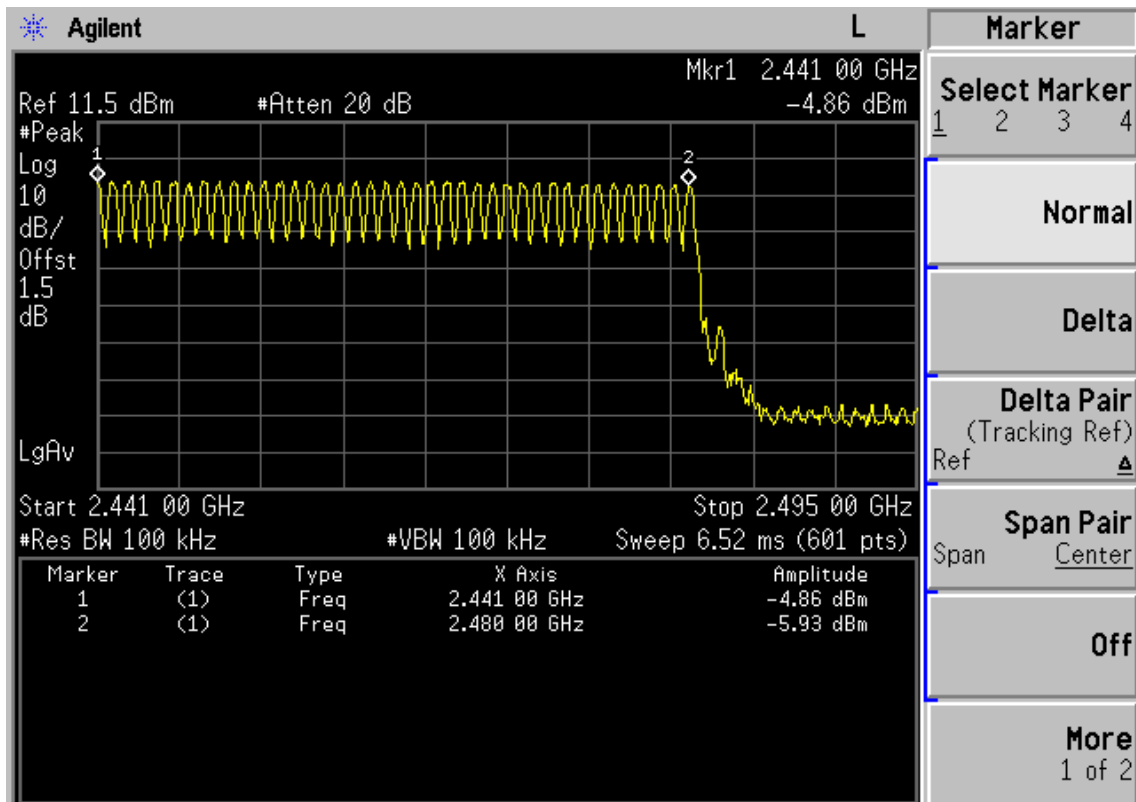 Agilent L
Mkr1 2.441 00 GHz
Ref 11.5 dBm #Atten 20 dB -4.86 dBm
#Peak
Log
10
dB/
Offst
1.5
dB
LgAv
1
2
Start 2.441 00 GHz Stop 2.495 00 GHz
#Res BW 100 kHz #VBW 100 kHz Sweep 6.52 ms (601 pts)
Marker Trace Type X Axis Amplitude
1 (1) Freq 2.441 00 GHz -4.86 dBm
2 (1) Freq 2.480 00 GHz -5.93 dBm
Marker
Select Marker
1 2 3 4
Normal
Delta
Delta Pair
(Tracking Ref)
Ref Δ
Span Pair
Span Center
Off
More
1 of 2